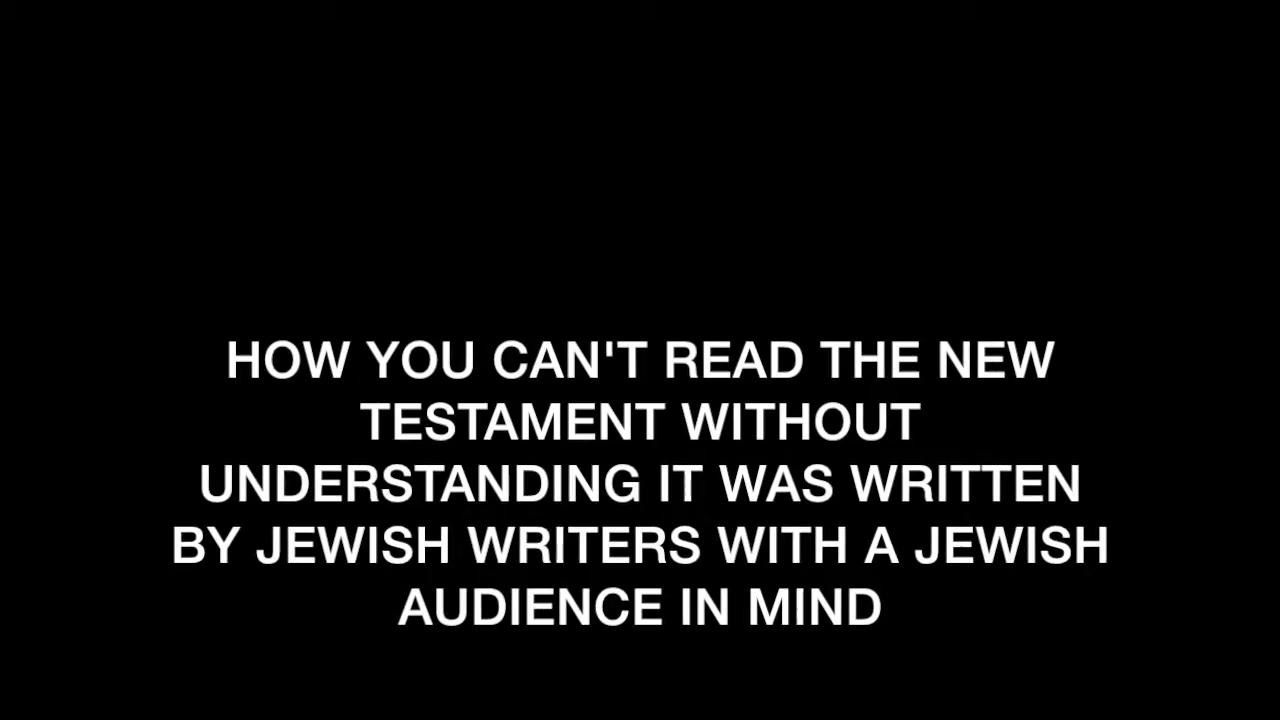 HOW YOU CAN'T READ THE NEW
TESTAMENT WITHOUT
UNDERSTANDING IT WAS WRITTEN
BY JEWISH WRITERS WITH A JEWISH
AUDIENCE IN MIND